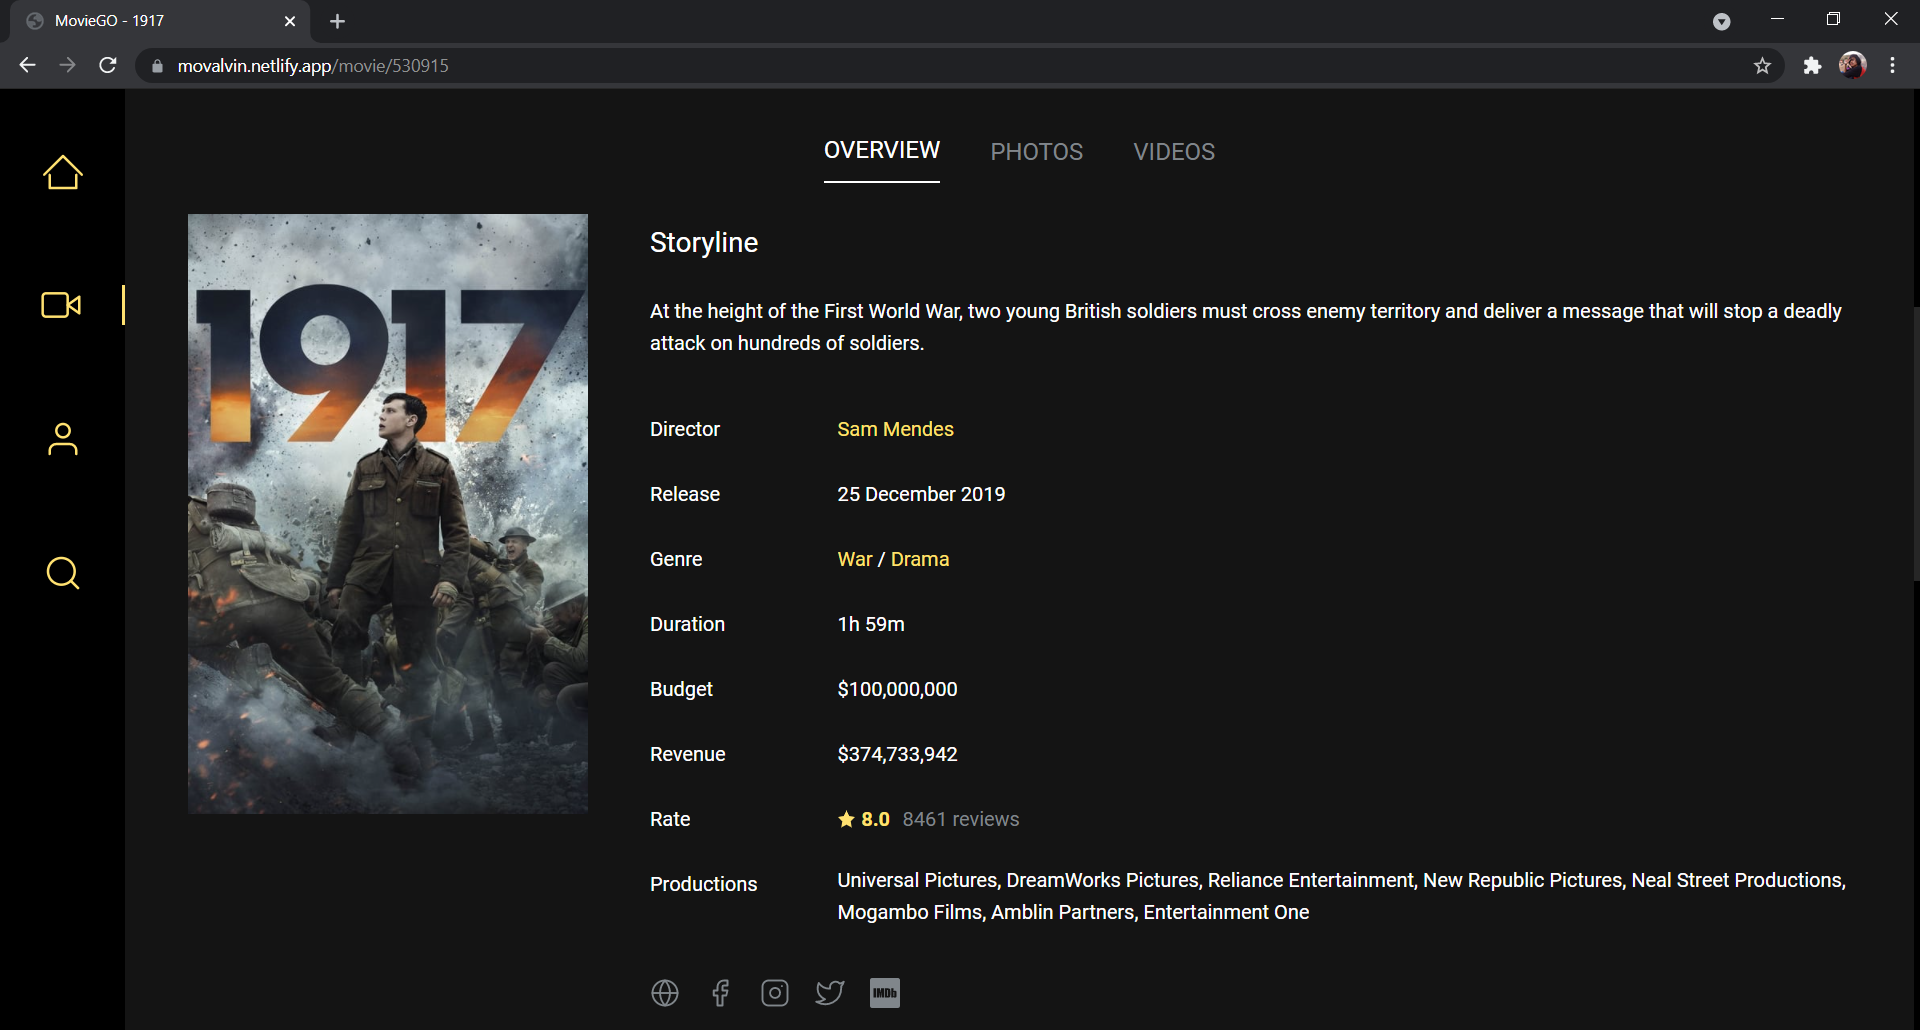 MovieGO - 1917
movalvin.netlify.app/movie/530915
OVERVIEW PHOTOS VIDEOS
1917
Storyline
At the height of the First World War, two young British soldiers must cross enemy territory and deliver a message that will stop a deadly
attack on hundreds of soldiers.
Director Sam Mendes
Release 25 December 2019
Genre War / Drama
Duration 1h 59m
Budget $100,000,000
Revenue $374,733,942
Rate 8.0 8461 reviews
Productions Universal Pictures, DreamWorks Pictures, Reliance Entertainment, New Republic Pictures, Neal Street Productions,
Mogambo Films, Amblin Partners, Entertainment One
IMDb